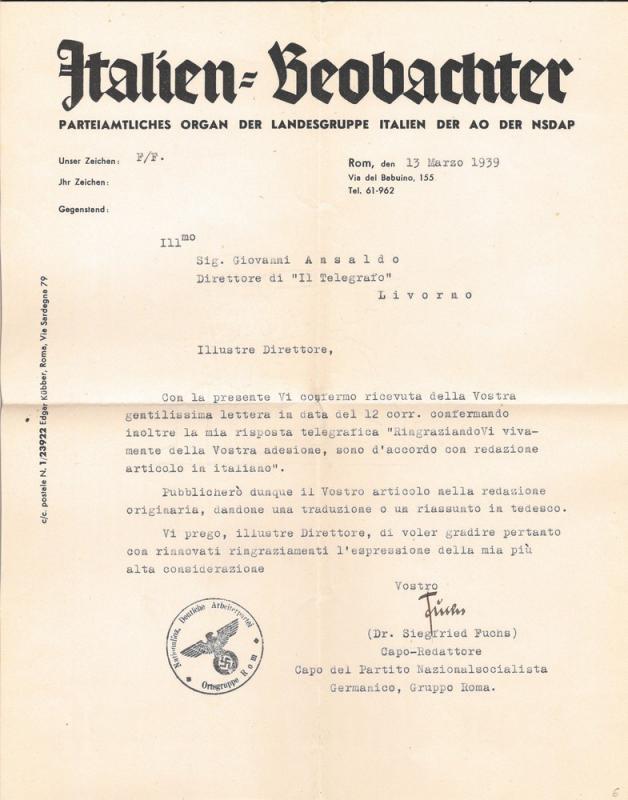 Italien-Beobachter
PARTEIAMTLICHES ORGAN DER LANDESGRUPPE ITALIEN DER AO DER NSDAP
Unser Zeichen: F/F.
Jhr Zeichen:
Gegenstand:
Rom, den 13 Marzo 1939
Via del Babuino, 155
Tel. 61-962
Ill mo
Sig. Giovanni A n s a l d o
Direttore di "Il Telegrafo"
L i v o r n o
Illustre Direttore,
Con la presente Vi confermo ricevuta della Vostra
gentilissima lettera in data del 12 corr. confermando
inoltre la mia risposta telegrafica "RingraziandoVi viva-
mente della Vostra adesione, sono d'accordo con redazione
articolo in italiano".
Pubblicherò dunque il Vostro articolo nella redazione
originaria, dandone una traduzione o un riassunto in tedesco.
Vi prego, illustre Direttore, di voler gradire pertanto
con rinnovati ringraziamenti l'espressione della mia più
alta considerazione
Vostro
Fuchs
(Dr. Siegfried Fuchs)
Capo-Redattore
Capo del Partito Nazionalsocialista
Germanico, Gruppo Roma.
Nationalsoz. Deutsche Arbeiterpartei
Ortsgruppe Rom
c/c. postale N. 1/23922 Edgar Kübber, Roma, Via Sardegna 79
6